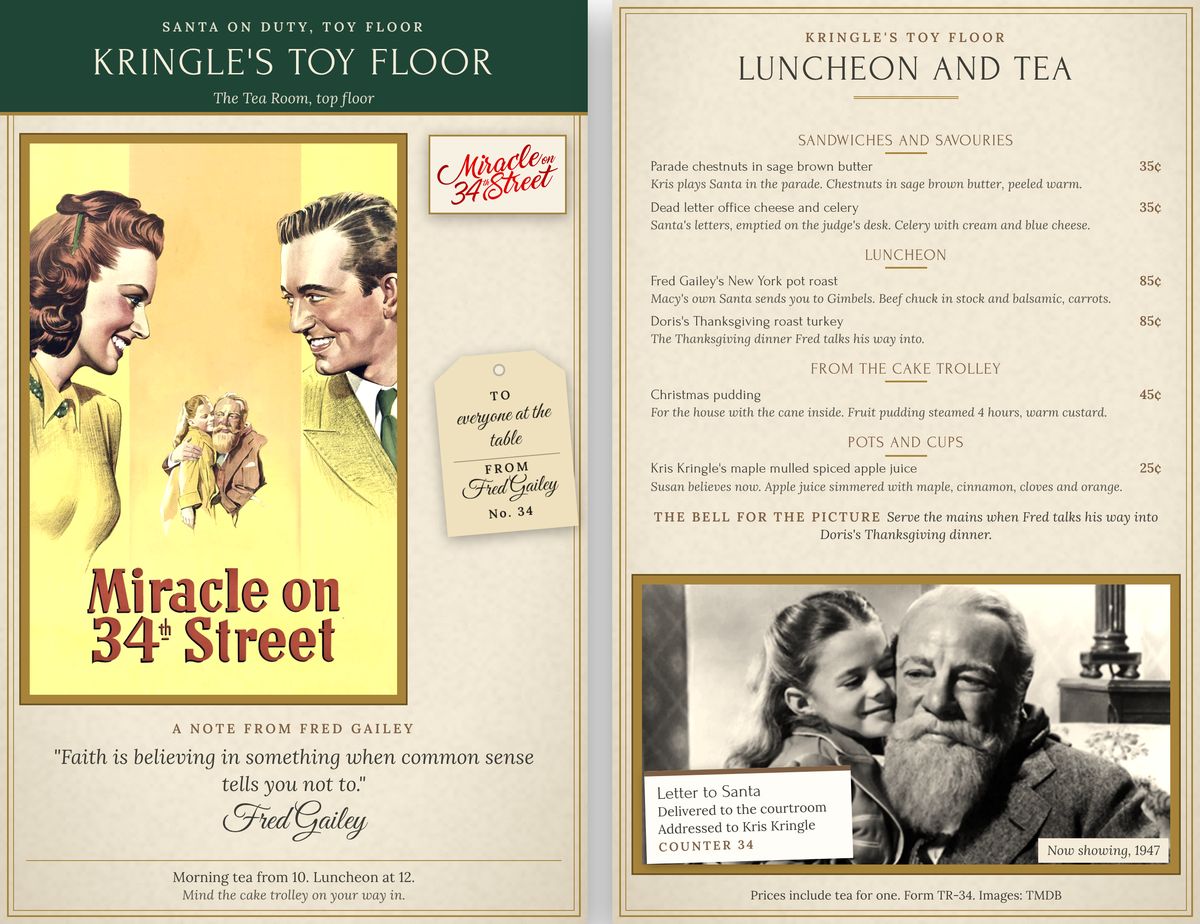 SANTA ON DUTY, TOY FLOOR
KRINGLE'S TOY FLOOR
The Tea Room, top floor
Miracle on
34th Street
TO
everyone at the
table
FROM
Fred Gailey
No. 34
Miracle on
34th Street
A NOTE FROM FRED GAILEY
"Faith is believing in something when common sense
tells you not to."
Fred Gailey
Morning tea from 10. Luncheon at 12.
Mind the cake trolley on your way in.
KRINGLE'S TOY FLOOR
LUNCHEON AND TEA
SANDWICHES AND SAVOURIES
Parade chestnuts in sage brown butter 35¢
Kris plays Santa in the parade. Chestnuts in sage brown butter, peeled warm.
Dead letter office cheese and celery 35¢
Santa's letters, emptied on the judge's desk. Celery with cream and blue cheese.
LUNCHEON
Fred Gailey's New York pot roast 85¢
Macy's own Santa sends you to Gimbels. Beef chuck in stock and balsamic, carrots.
Doris's Thanksgiving roast turkey 85¢
The Thanksgiving dinner Fred talks his way into.
FROM THE CAKE TROLLEY
Christmas pudding 45¢
For the house with the cane inside. Fruit pudding steamed 4 hours, warm custard.
POTS AND CUPS
Kris Kringle's maple mulled spiced apple juice 25¢
Susan believes now. Apple juice simmered with maple, cinnamon, cloves and orange.
THE BELL FOR THE PICTURE Serve the mains when Fred talks his way into
Doris's Thanksgiving dinner.
Letter to Santa
Delivered to the courtroom
Addressed to Kris Kringle
COUNTER 34
Now showing, 1947
Prices include tea for one. Form TR-34. Images: TMDB